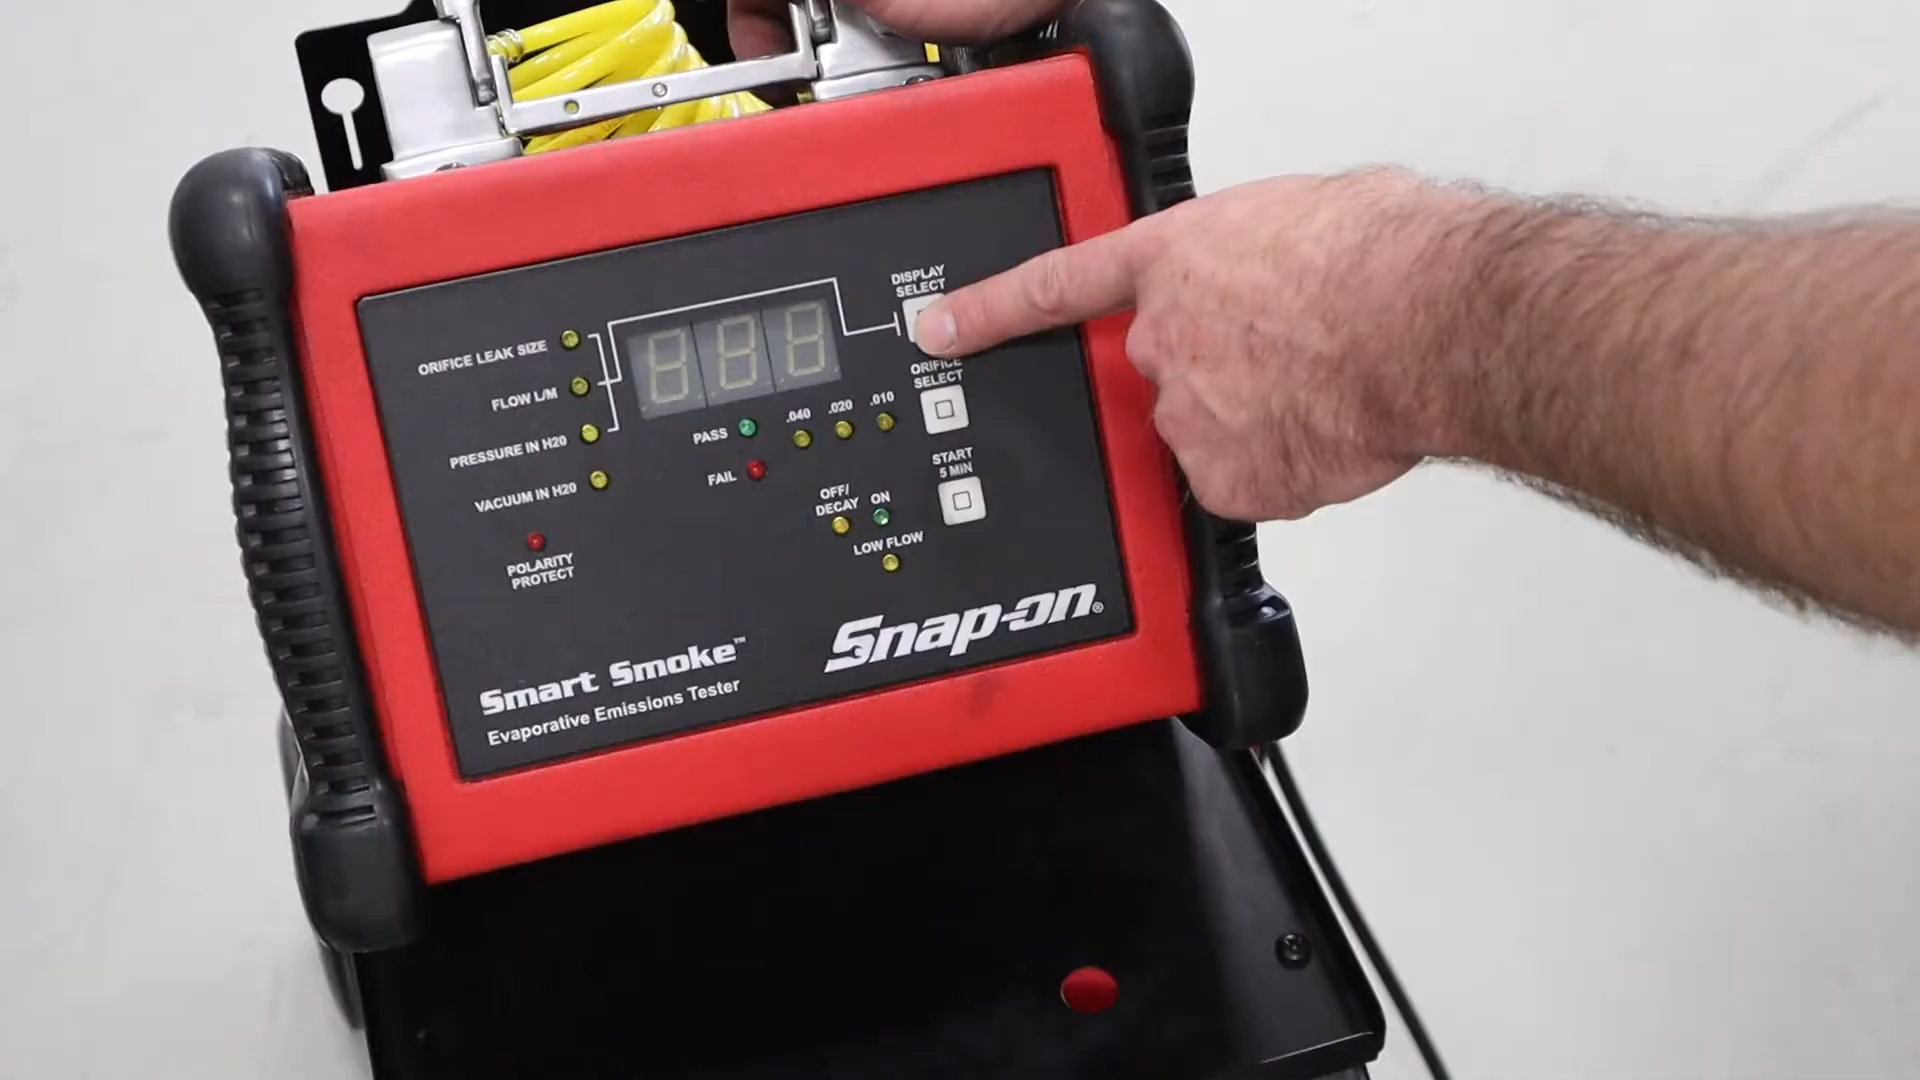 DISPLAY
SELECT
ORIFICE LEAK SIZE
FLOW L/M
PRESSURE IN H20
VACUUM IN H20
POLARITY
PROTECT
PASS
FAIL
.040 .020 .010
ORIFICE
SELECT
START
5 MIN
OFF/
DECAY
ON
LOW FLOW
Smart Smoke™
Evaporative Emissions Tester
Snap-on®